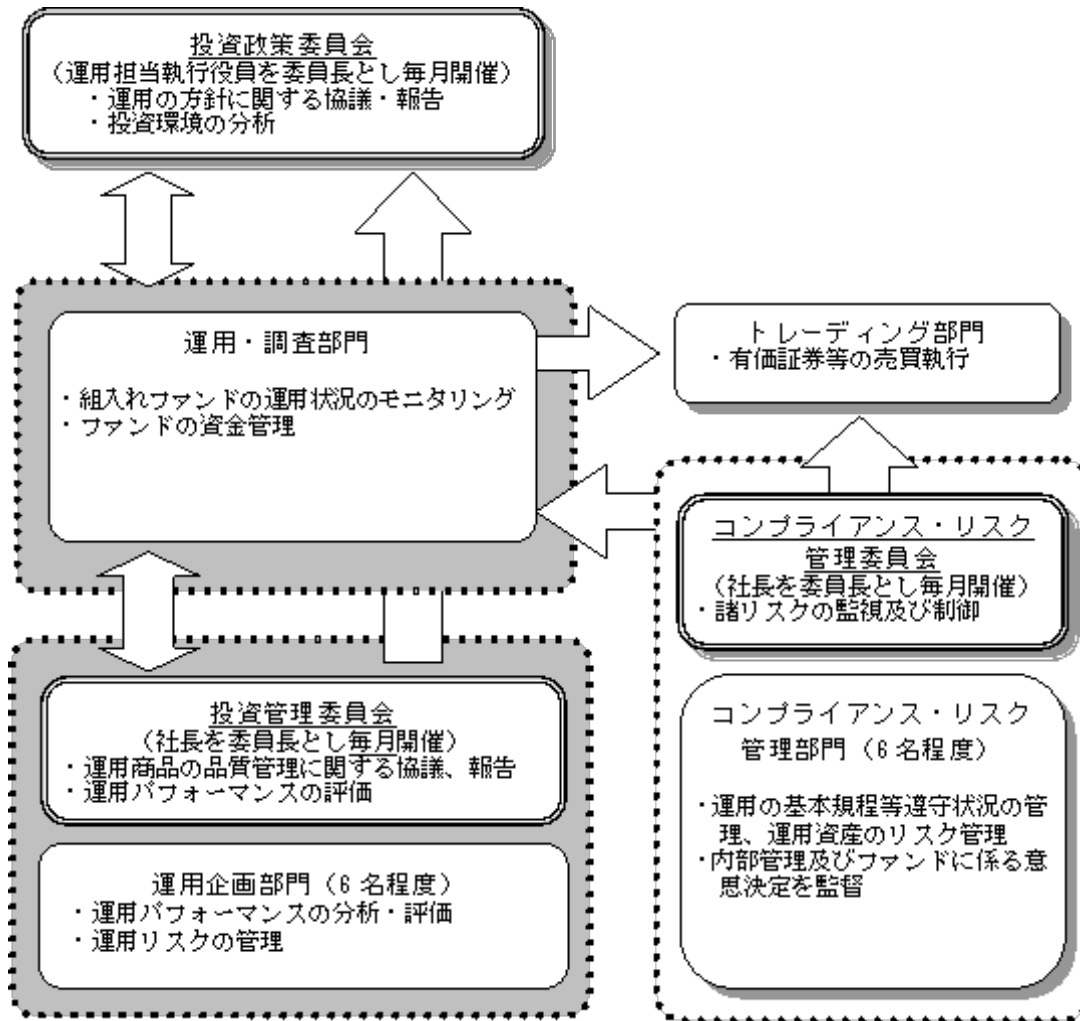 投資政策委員会
（運用担当執行役員を委員長とし毎月開催）
・運用の方針に関する協議・報告
・投資環境の分析
運用・調査部門
・組入れファンドの運用状況のモニタリング
・ファンドの資金管理
トレーディング部門
・有価証券等の売買執行
コンプライアンス・リスク
管理委員会
（社長を委員長とし毎月開催）
・諸リスクの監視及び制御
投資管理委員会
（社長を委員長とし毎月開催）
・運用商品の品質管理に関する協議、報告
・運用パフォーマンスの評価
運用企画部門（6名程度）
・運用パフォーマンスの分析・評価
・運用リスクの管理
コンプライアンス・リスク
管理部門（6名程度）
・運用の基本規程等遵守状況の管
理、運用資産のリスク管理
・内部管理及びファンドに係る意
思決定を監督